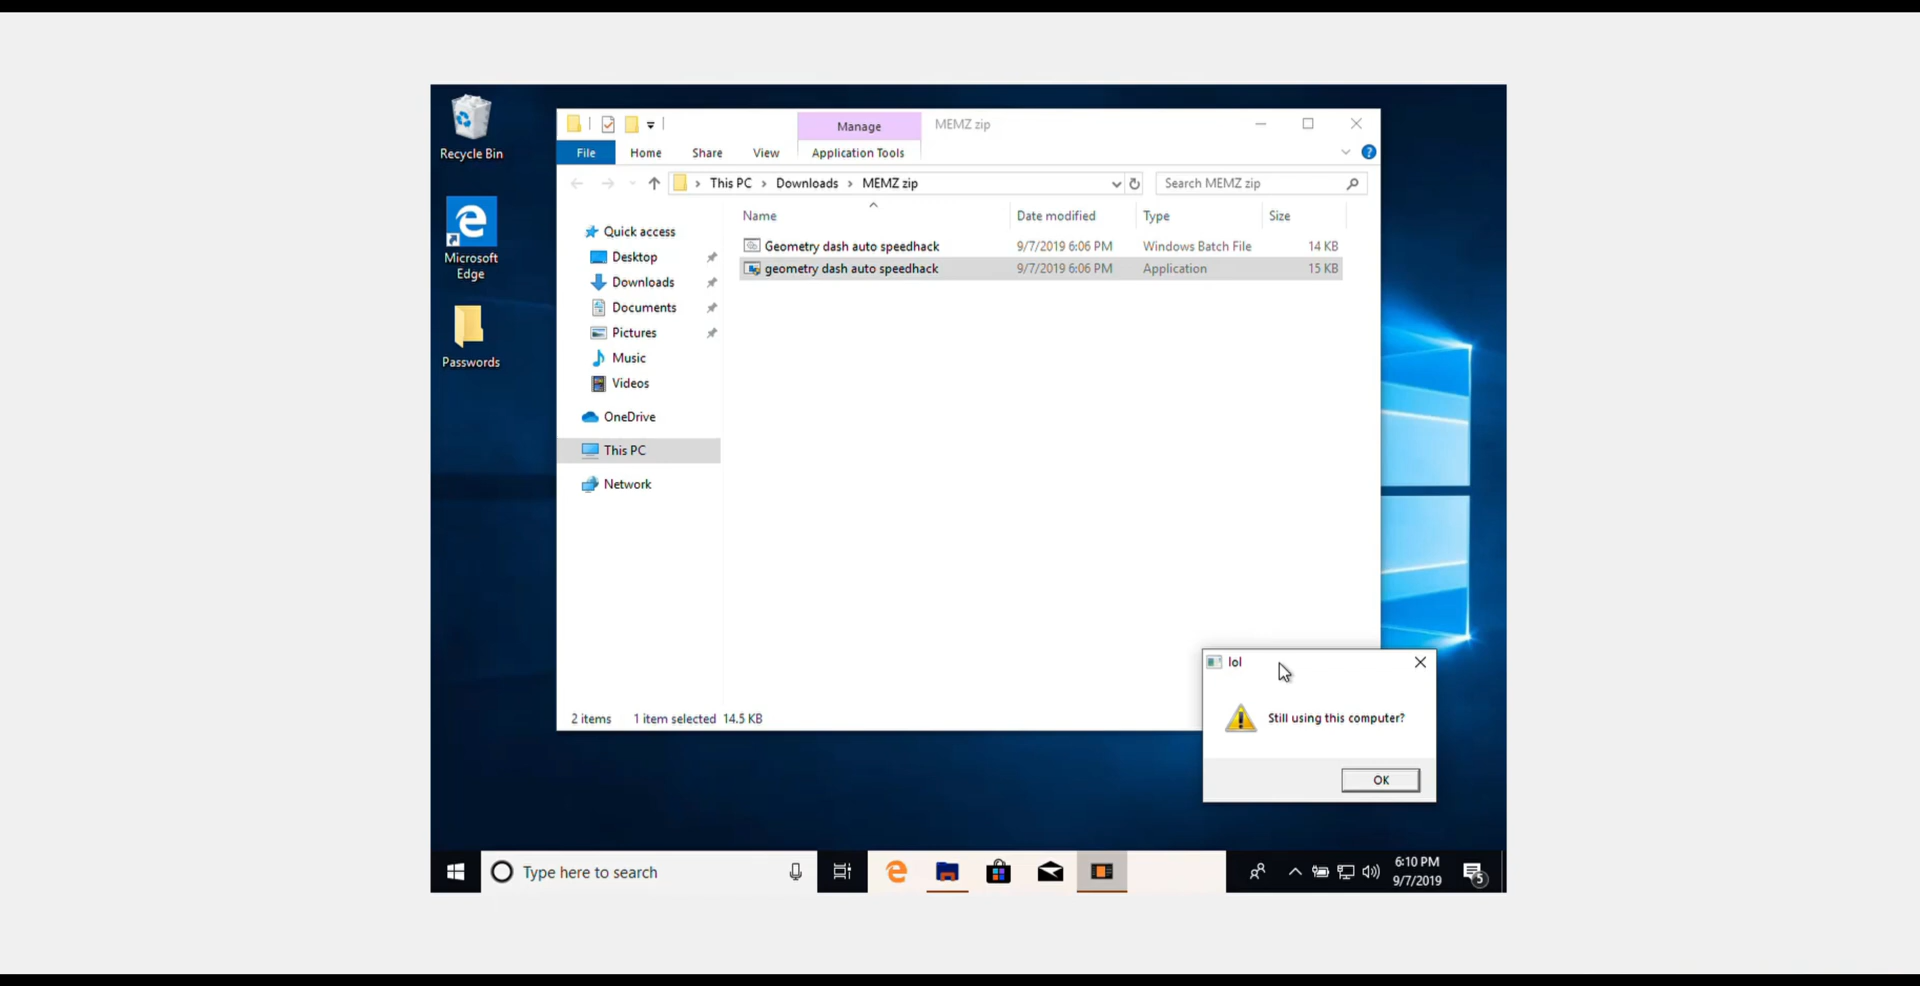 Recycle Bin
Microsoft
Edge
Passwords
Manage
MEMZ zip
File
Home
Share
View
Application Tools
This PC
Downloads
MEMZ zip
Search MEMZ zip
Name
Date modified
Type
Size
Geometry dash auto speedhack
9/7/2019 6:06 PM
Windows Batch File
14 KB
geometry dash auto speedhack
9/7/2019 6:06 PM
Application
15 KB
Quick access
Desktop
Downloads
Documents
Pictures
Music
Videos
OneDrive
This PC
Network
2 items
1 item selected 14.5 KB
lol
Still using this computer?
OK
Type here to search
6:10 PM
9/7/2019
5